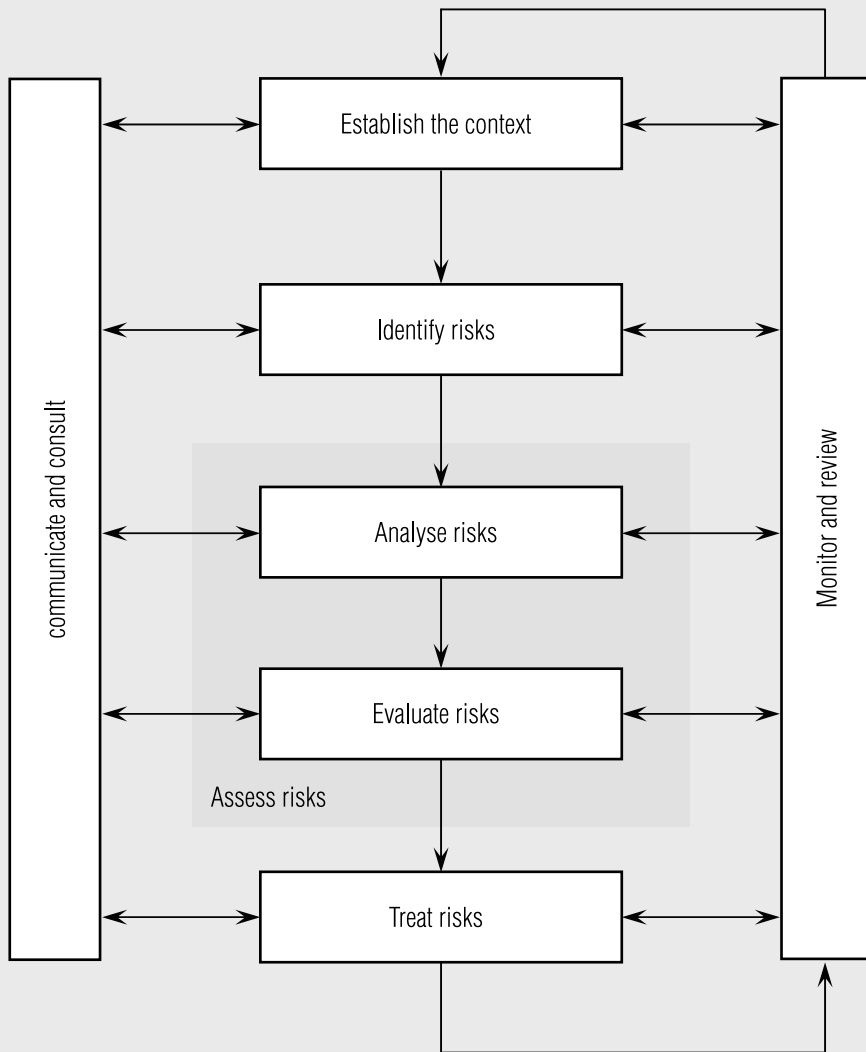 Establish the context
Identify risks
communicate and consult
Analyse risks
Monitor and review
Evaluate risks
Assess risks
Treat risks